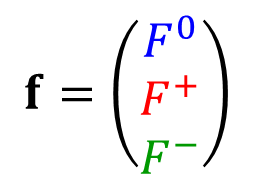 F⁰
f = ( F⁺ )
F⁻